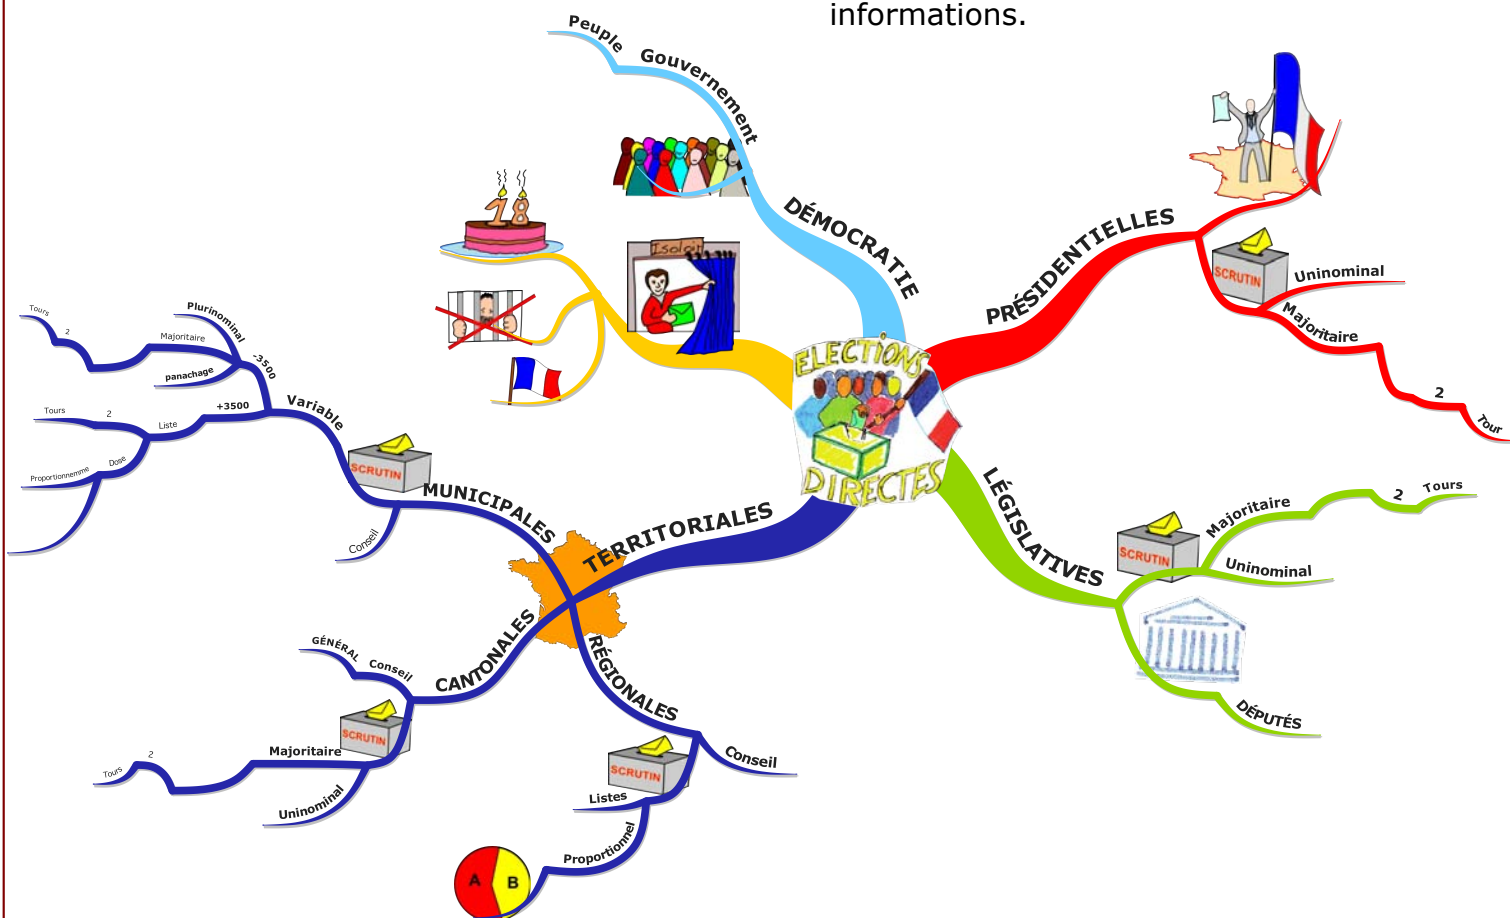 informations.
ELECTIONS
DIRECTES
DÉMOCRATIE
Gouvernement
Peuple
PRÉSIDENTIELLES
SCRUTIN
Uninominal
Majoritaire
2
Tour
LÉGISLATIVES
SCRUTIN
Majoritaire
2
Tours
Uninominal
DÉPUTÉS
TERRITORIALES
RÉGIONALES
Conseil
SCRUTIN
Listes
Proportionnel
A
B
CANTONALES
Conseil
GÉNÉRAL
SCRUTIN
Majoritaire
2
Tours
Uninominal
MUNICIPALES
Conseil
SCRUTIN
Variable
-3500
Plurinominal
Majoritaire
2
Tours
panachage
+3500
Liste
2
Tours
Dose
Proportionnemme
Isoloir
18